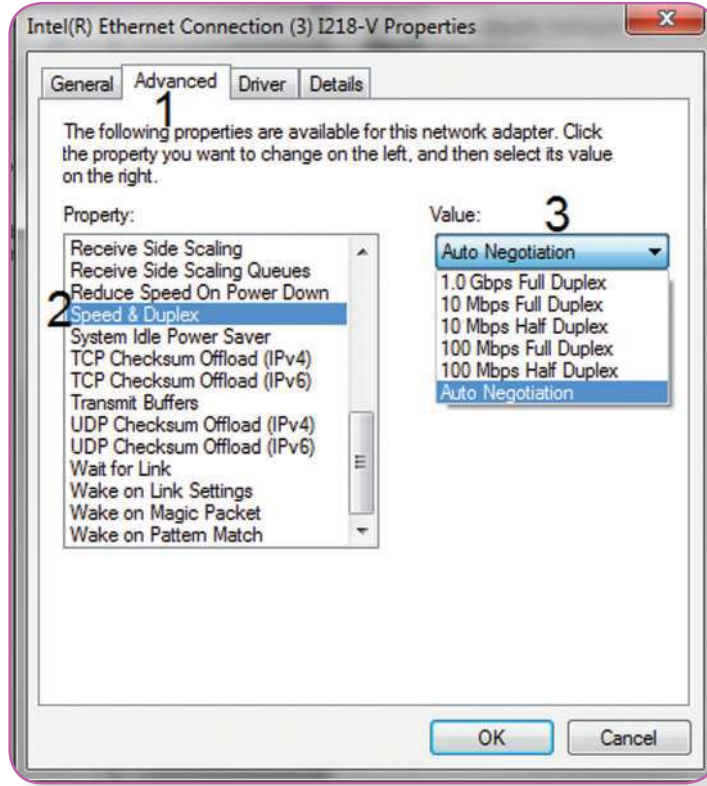 Intel(R) Ethernet Connection (3) I218-V Properties
General Advanced Driver Details
1
The following properties are available for this network adapter. Click
the property you want to change on the left, and then select its value
on the right.
Property:
Receive Side Scaling
Receive Side Scaling Queues
Reduce Speed On Power Down
2
Speed & Duplex
System Idle Power Saver
TCP Checksum Offload (IPv4)
TCP Checksum Offload (IPv6)
Transmit Buffers
UDP Checksum Offload (IPv4)
UDP Checksum Offload (IPv6)
Wait for Link
Wake on Link Settings
Wake on Magic Packet
Wake on Pattern Match
Value:
3
Auto Negotiation
1.0 Gbps Full Duplex
10 Mbps Full Duplex
10 Mbps Half Duplex
100 Mbps Full Duplex
100 Mbps Half Duplex
Auto Negotiation
OK Cancel